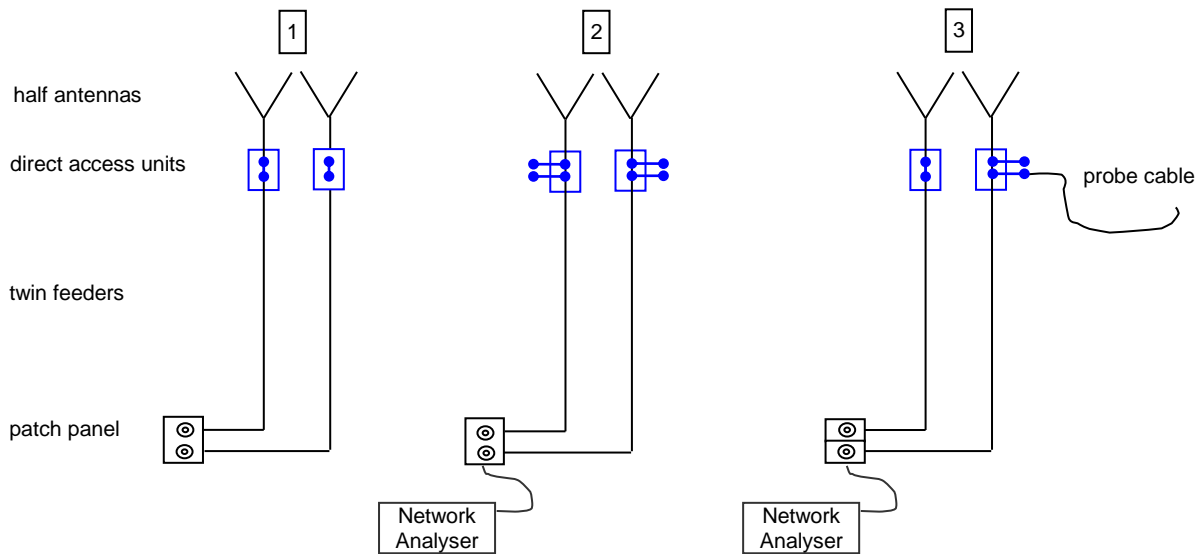 1
2
3
half antennas
direct access units
probe cable
twin feeders
patch panel
Network
Analyser
Network
Analyser